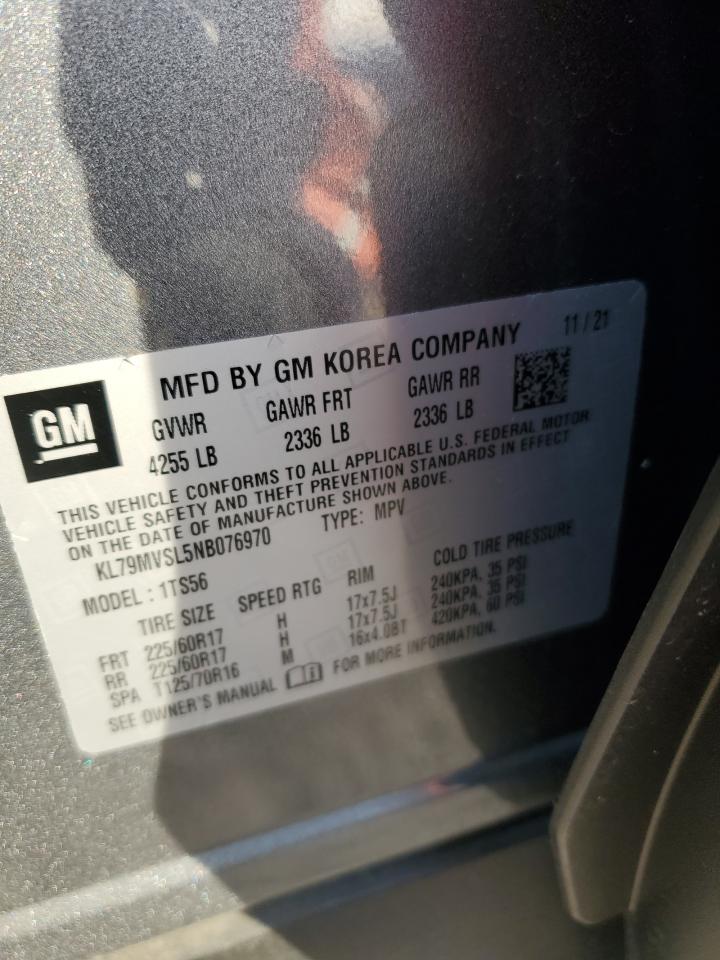 MFD BY GM KOREA COMPANY 11 / 21
GM
GVWR GAWR FRT GAWR RR
4255 LB 2336 LB 2336 LB
THIS VEHICLE CONFORMS TO ALL APPLICABLE U.S. FEDERAL MOTOR
VEHICLE SAFETY AND THEFT PREVENTION STANDARDS IN EFFECT
ON THE DATE OF MANUFACTURE SHOWN ABOVE.
KL79MVSL5NB076970 TYPE: MPV
MODEL : 1TS56
TIRE SIZE SPEED RTG RIM COLD TIRE PRESSURE
FRT 225/60R17 H 17x7.5J 240KPA, 35 PSI
RR 225/60R17 H 17x7.5J 240KPA, 35 PSI
SPA T125/70R16 M 16x4.0BT 420KPA, 60 PSI
SEE OWNER'S MANUAL FOR MORE INFORMATION.